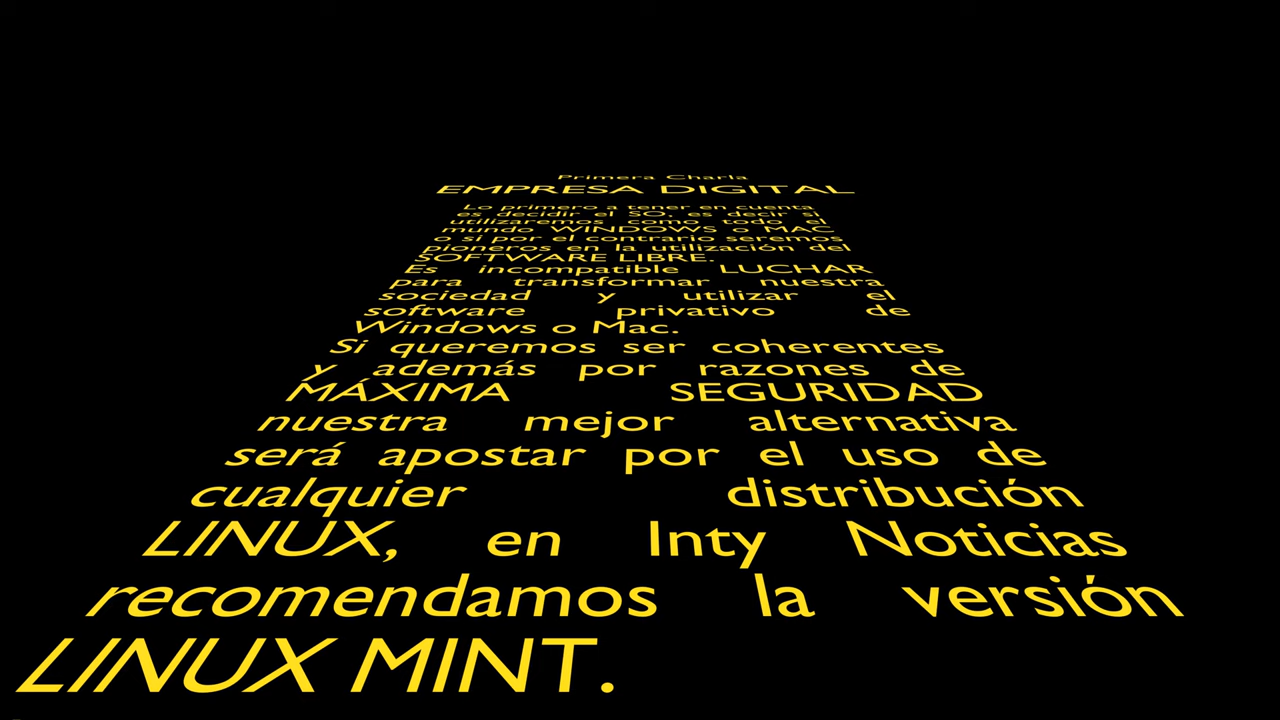 Primera Charla
EMPRESA DIGITAL
Lo primero a tener en cuenta
es decidir el SO, es decir si
utilizaremos como todo el
mundo WINDOWS o MAC
o si por el contrario seremos
pioneros en la utilización del
SOFTWARE LIBRE.
Es incompatible LUCHAR
para transformar nuestra
sociedad y utilizar el
software privativo de
Windows o Mac.
Si queremos ser coherentes
y además por razones de
MÁXIMA SEGURIDAD
nuestra mejor alternativa
será apostar por el uso de
cualquier distribución
LINUX, en Inty Noticias
recomendamos la versión
LINUX MINT.